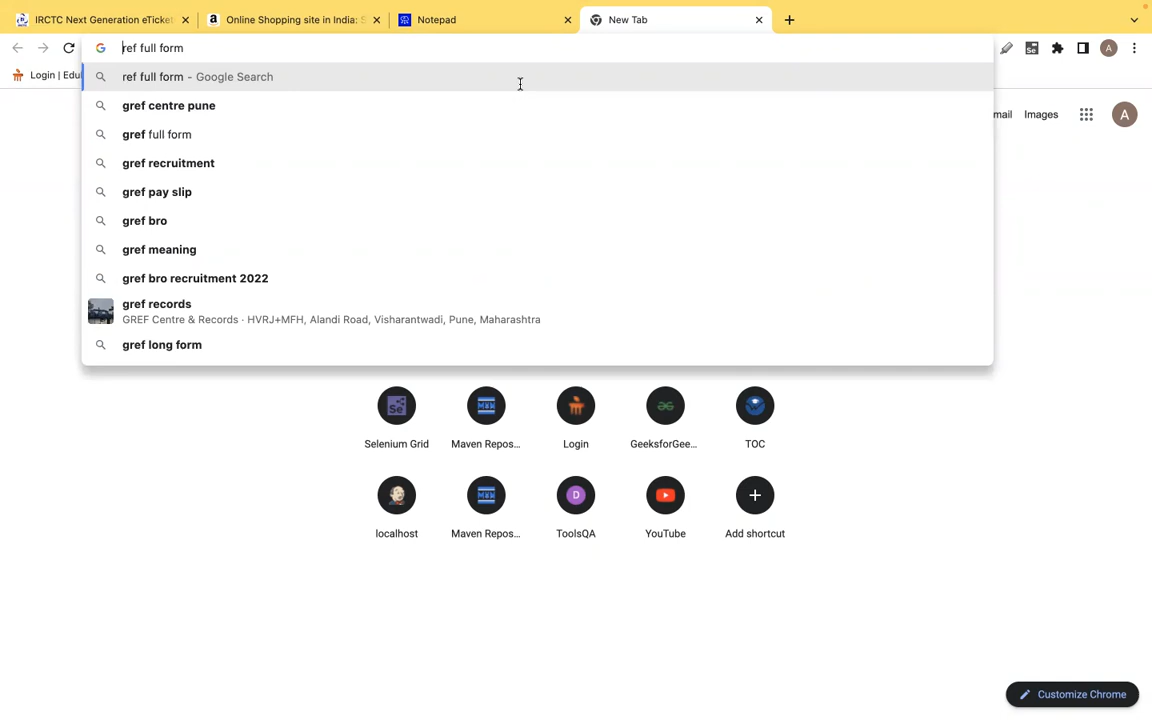 IRCTC Next Generation eTicket
Online Shopping site in India: S
Notepad
New Tab
ref full form
Login | Edu
ref full form - Google Search
gref centre pune
gref full form
gref recruitment
gref pay slip
gref bro
gref meaning
gref bro recruitment 2022
gref records
GREF Centre & Records · HVRJ+MFH, Alandi Road, Visharantwadi, Pune, Maharashtra
gref long form
mail
Images
A
A
Selenium Grid
Maven Repos...
Login
GeeksforGee...
TOC
localhost
Maven Repos...
ToolsQA
YouTube
Add shortcut
Customize Chrome